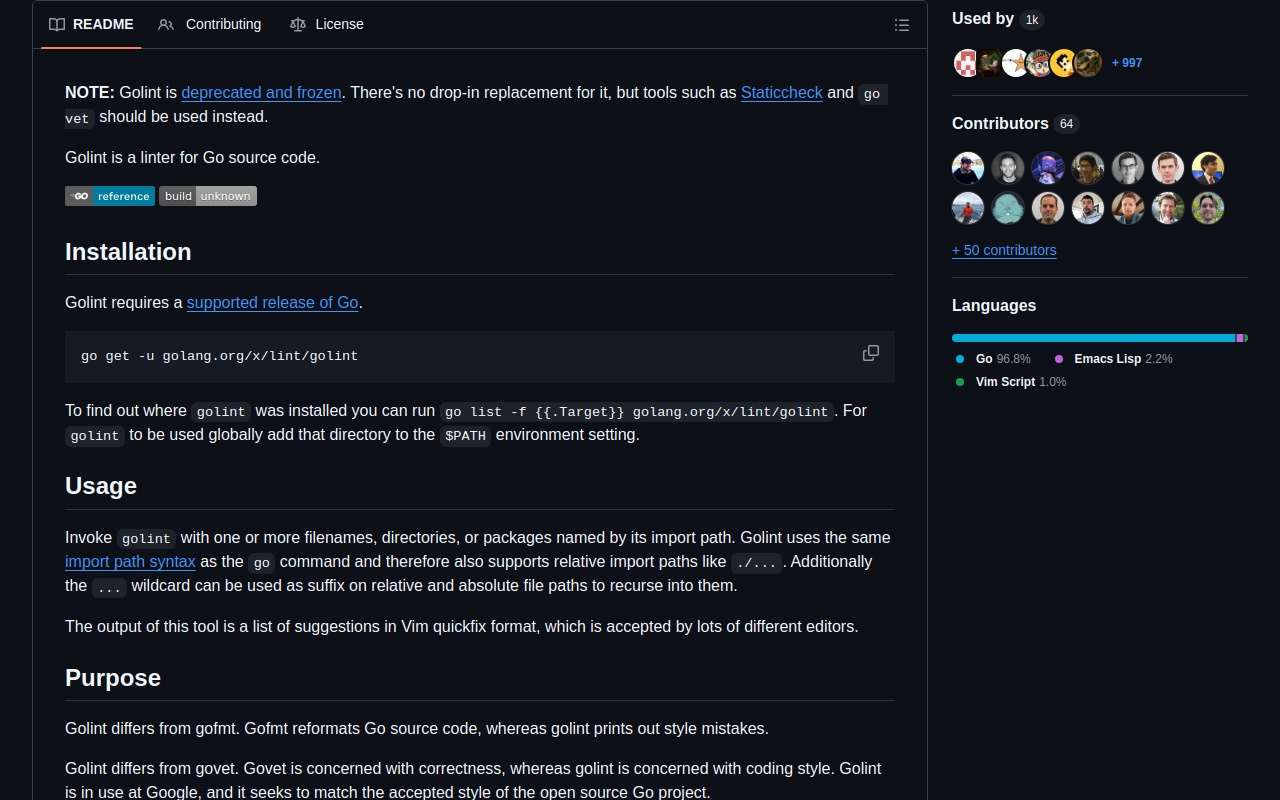 README Contributing License
NOTE: Golint is deprecated and frozen. There's no drop-in replacement for it, but tools such as Staticcheck and go
vet should be used instead.
Golint is a linter for Go source code.
GO reference build unknown
Installation
Golint requires a supported release of Go.
go get -u golang.org/x/lint/golint
To find out where golint was installed you can run go list -f {{.Target}} golang.org/x/lint/golint. For
golint to be used globally add that directory to the $PATH environment setting.
Usage
Invoke golint with one or more filenames, directories, or packages named by its import path. Golint uses the same
import path syntax as the go command and therefore also supports relative import paths like ./.... Additionally
the ... wildcard can be used as suffix on relative and absolute file paths to recurse into them.
The output of this tool is a list of suggestions in Vim quickfix format, which is accepted by lots of different editors.
Purpose
Golint differs from gofmt. Gofmt reformats Go source code, whereas golint prints out style mistakes.
Golint differs from govet. Govet is concerned with correctness, whereas golint is concerned with coding style. Golint
is in use at Google, and it seeks to match the accepted style of the open source Go project.
Used by 1k
+ 997
Contributors 64
+ 50 contributors
Languages
Go 96.8% Emacs Lisp 2.2%
Vim Script 1.0%